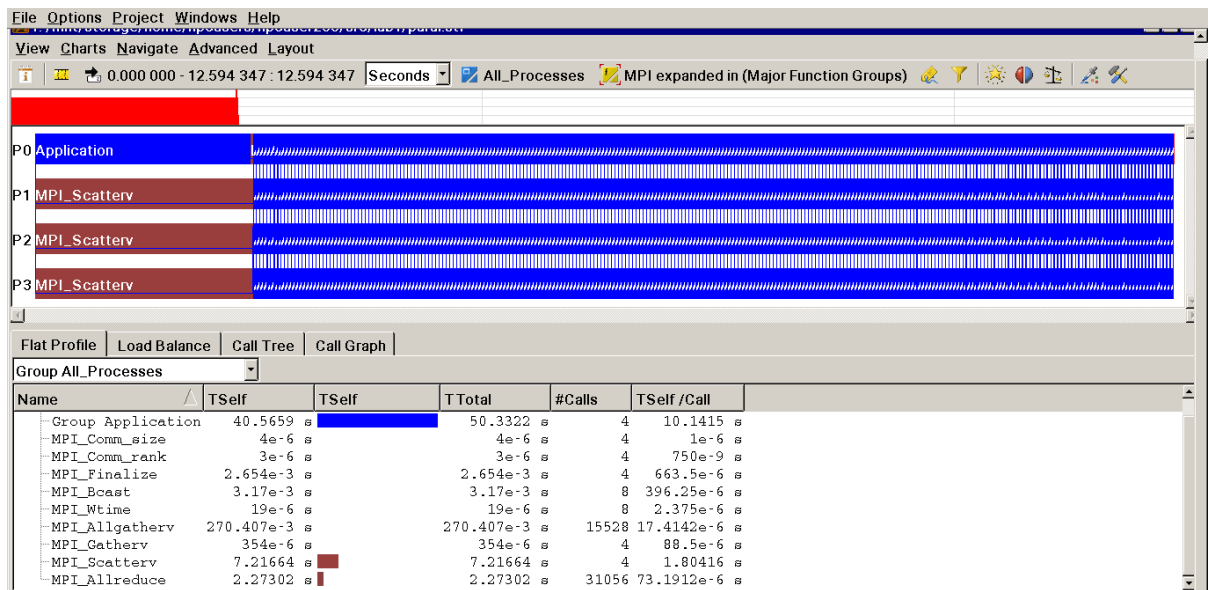 File Options Project Windows Help
View Charts Navigate Advanced Layout
0.000 000 - 12.594 347 : 12.594 347 Seconds All_Processes MPI expanded in (Major Function Groups)
P0 Application
P1 MPI_Scatterv
P2 MPI_Scatterv
P3 MPI_Scatterv
Flat Profile Load Balance Call Tree Call Graph
Group All_Processes
Name TSelf TSelf TTotal #Calls TSelf /Call
Group Application 40.5659 s 50.3322 s 4 10.1415 s
MPI_Comm_size 4e-6 s 4e-6 s 4 1e-6 s
MPI_Comm_rank 3e-6 s 3e-6 s 4 750e-9 s
MPI_Finalize 2.654e-3 s 2.654e-3 s 4 663.5e-6 s
MPI_Bcast 3.17e-3 s 3.17e-3 s 8 396.25e-6 s
MPI_Wtime 19e-6 s 19e-6 s 8 2.375e-6 s
MPI_Allgatherv 270.407e-3 s 270.407e-3 s 15528 17.4142e-6 s
MPI_Gatherv 354e-6 s 354e-6 s 4 88.5e-6 s
MPI_Scatterv 7.21664 s 7.21664 s 4 1.80416 s
MPI_Allreduce 2.27302 s 2.27302 s 31056 73.1912e-6 s